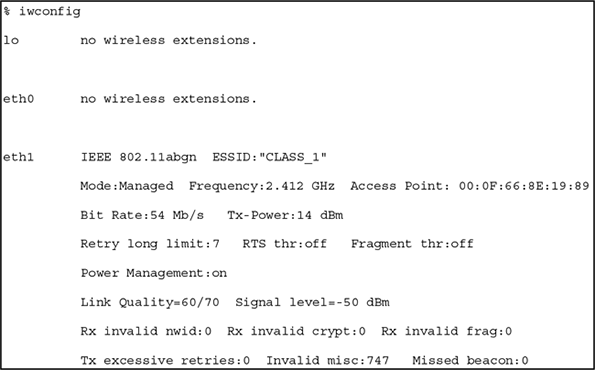 % iwconfig
lo no wireless extensions.
eth0 no wireless extensions.
eth1 IEEE 802.11abgn ESSID:"CLASS_1"
Mode:Managed Frequency:2.412 GHz Access Point: 00:0F:66:8E:19:89
Bit Rate:54 Mb/s Tx-Power:14 dBm
Retry long limit:7 RTS thr:off Fragment thr:off
Power Management:on
Link Quality=60/70 Signal level=-50 dBm
Rx invalid nwid:0 Rx invalid crypt:0 Rx invalid frag:0
Tx excessive retries:0 Invalid misc:747 Missed beacon:0